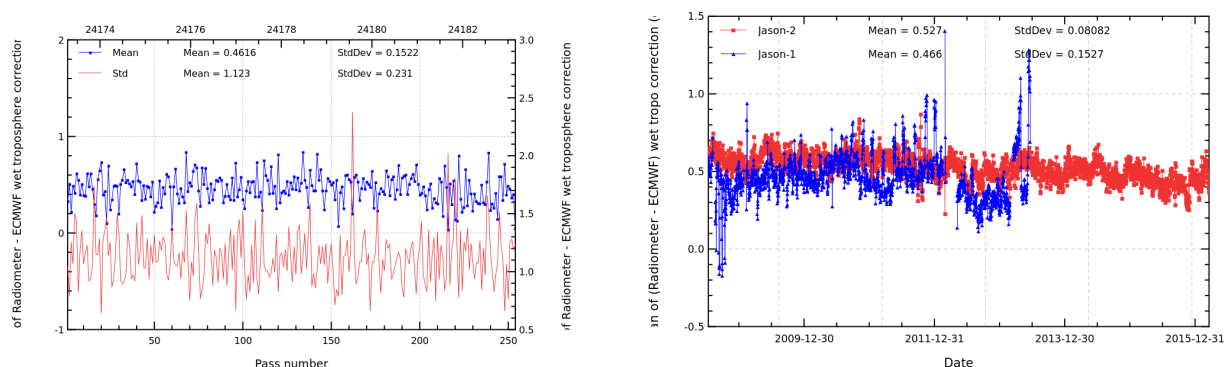 24174 24176 24178 24180 24182
2
1
0
-1
3.0
2.5
2.0
1.5
1.0
0.5
Mean Mean = 0.4616 StdDev = 0.1522
Std Mean = 1.123 StdDev = 0.231
of Radiometer - ECMWF wet troposphere correction
of Radiometer - ECMWF wet troposphere correction
50 100 150 200 250
Pass number
1.5
1.0
0.5
0.0
-0.5
Jason-2 Mean = 0.527 StdDev = 0.08082
Jason-1 Mean = 0.466 StdDev = 0.1527
of (Radiometer - ECMWF) wet tropo correction (
2009-12-30 2011-12-31 2013-12-30 2015-12-31
Date